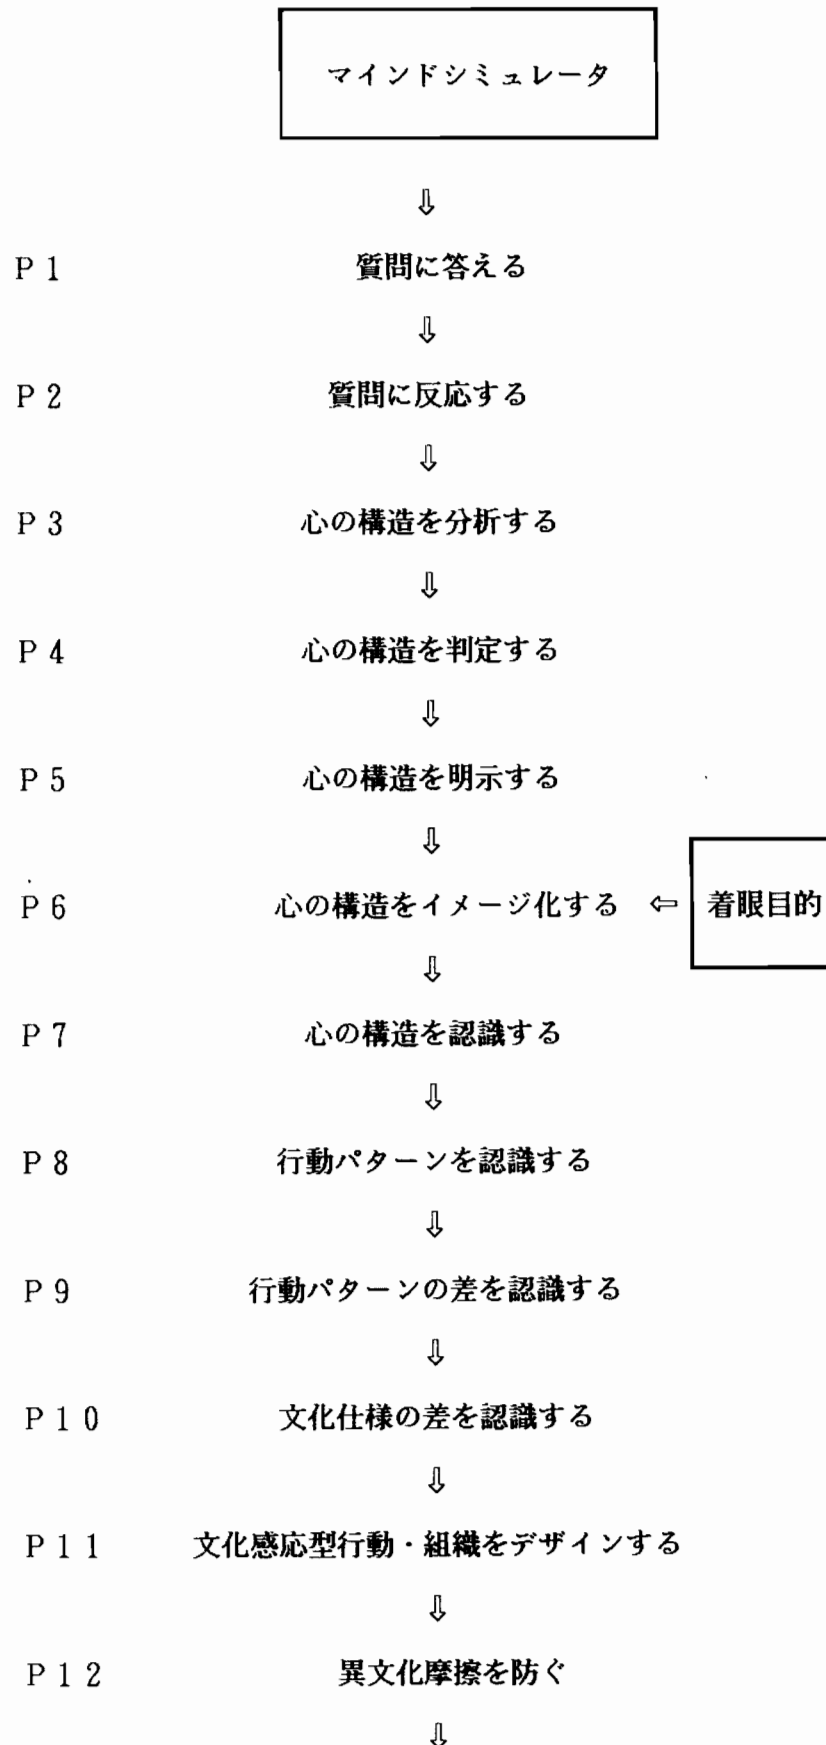 マインドシミュレータ
⇩
P1 質問に答える
⇩
P2 質問に反応する
⇩
P3 心の構造を分析する
⇩
P4 心の構造を判定する
⇩
P5 心の構造を明示する
⇩
P6 心の構造をイメージ化する ⇦ 着眼目的
⇩
P7 心の構造を認識する
⇩
P8 行動パターンを認識する
⇩
P9 行動パターンの差を認識する
⇩
P10 文化仕様の差を認識する
⇩
P11 文化感応型行動・組織をデザインする
⇩
P12 異文化摩擦を防ぐ
⇩